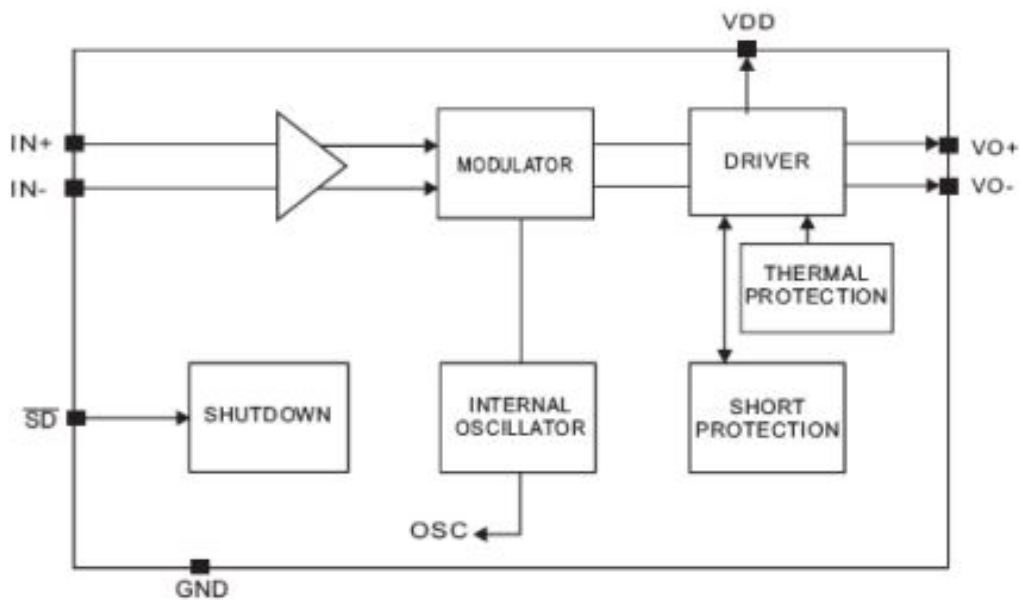 VDD
IN+
IN-
MODULATOR
DRIVER
VO+
VO-
THERMAL
PROTECTION
SD
SHUTDOWN
INTERNAL
OSCILLATOR
SHORT
PROTECTION
OSC
GND